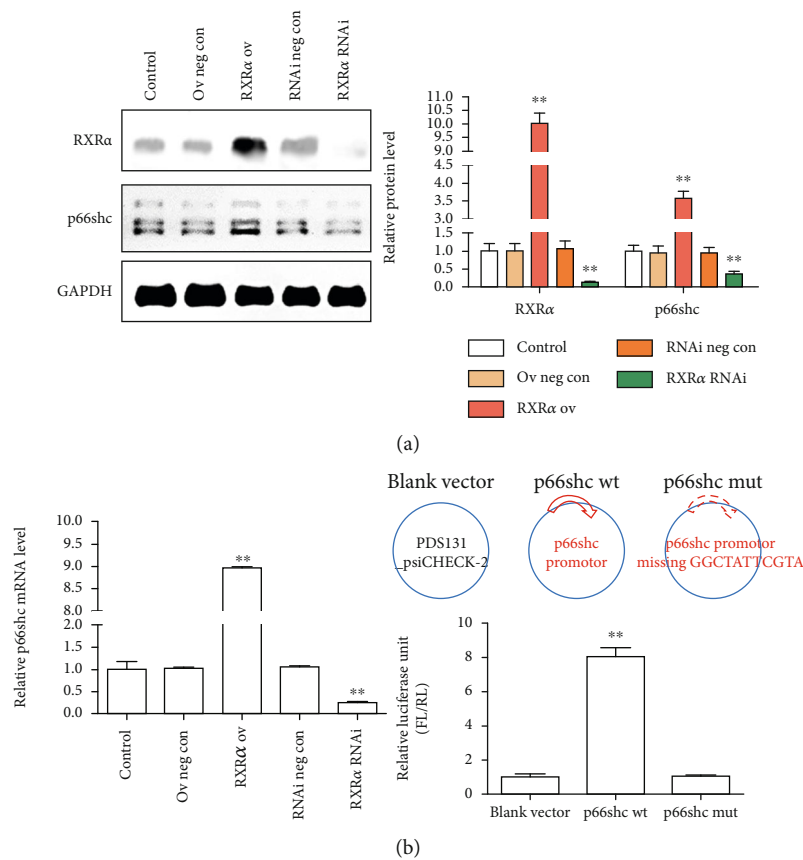 Control
Ov neg con
RXRα ov
RNAi neg con
RXRα RNAi
RXRα
p66shc
GAPDH
Relative protein level
11.0
10.5
10.0
9.5
9.0
5.0
3.5
2.0
1.0
0.5
0.0
**
**
**
**
RXRα
p66shc
Control
Ov neg con
RXRα ov
RNAi neg con
RXRα RNAi
(a)
Relative p66shc mRNA level
10.0
9.5
9.0
8.5
8.0
2.0
1.5
1.0
0.5
0.0
**
**
Control
Ov neg con
RXRα ov
RNAi neg con
RXRα RNAi
Blank vector
p66shc wt
p66shc mut
PDS131
_psiCHECK-2
p66shc
promotor
p66shc promotor
missing GGCTATTCGTA
Relative luciferase unit
(FL/RL)
8
6
4
2
0
**
Blank vector
p66shc wt
p66shc mut
(b)